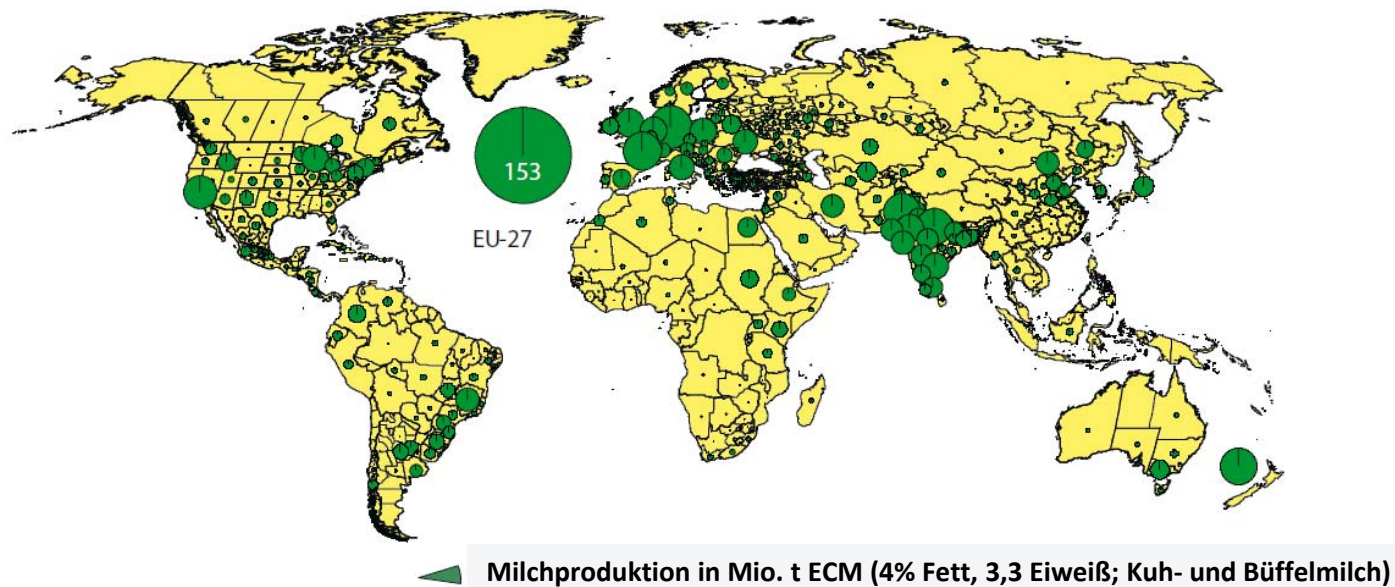 153
EU-27
Milchproduktion in Mio. t ECM (4% Fett, 3,3 Eiweiß; Kuh- und Büffelmilch)